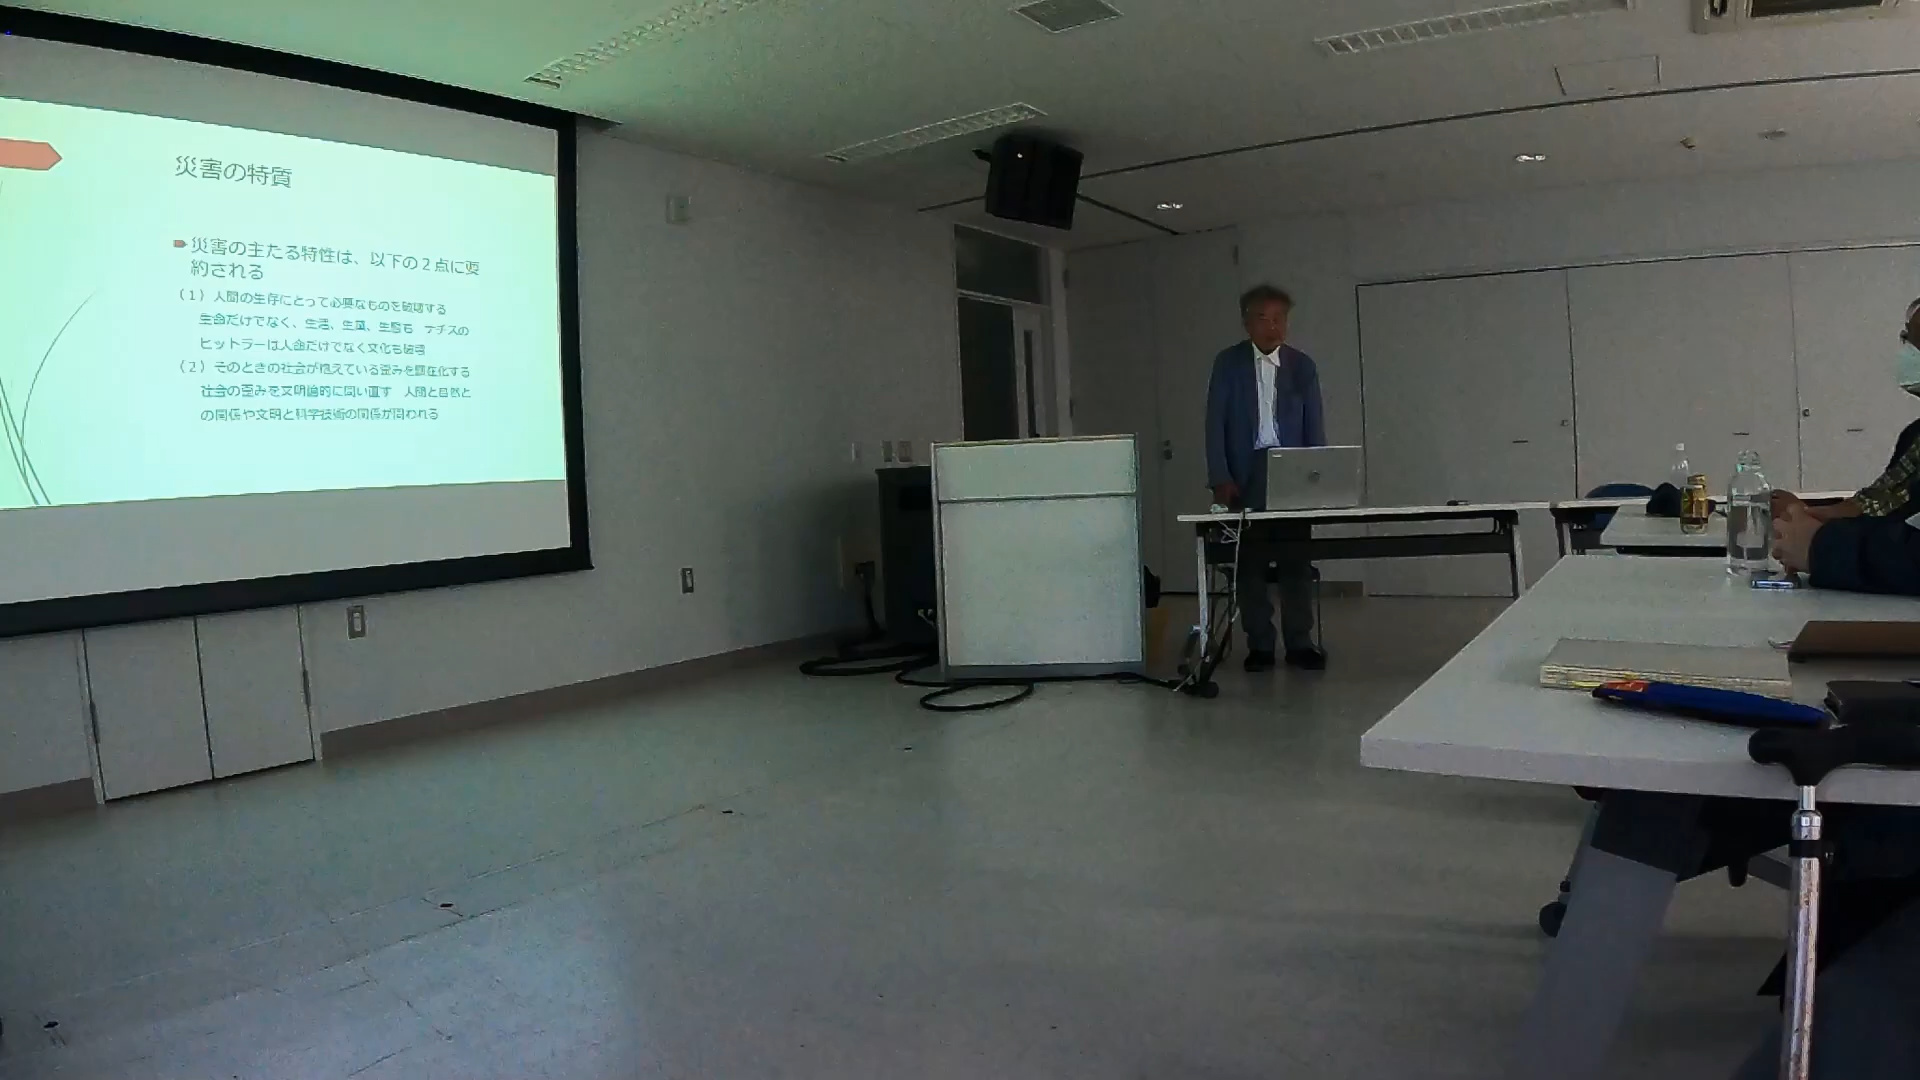 災害の特質
災害の主たる特性は、以下の2点に要
約される
(1)人間の生存にとって必要なものを破壊する
生命だけでなく、生活、生業、生態も ナチスの
ヒットラーは人命だけでなく文化も破壊
(2)そのときの社会が抱えている歪みを顕在化する
社会の歪みを文明論的に問い直す 人間と自然と
の関係や文明と科学技術の関係が問われる